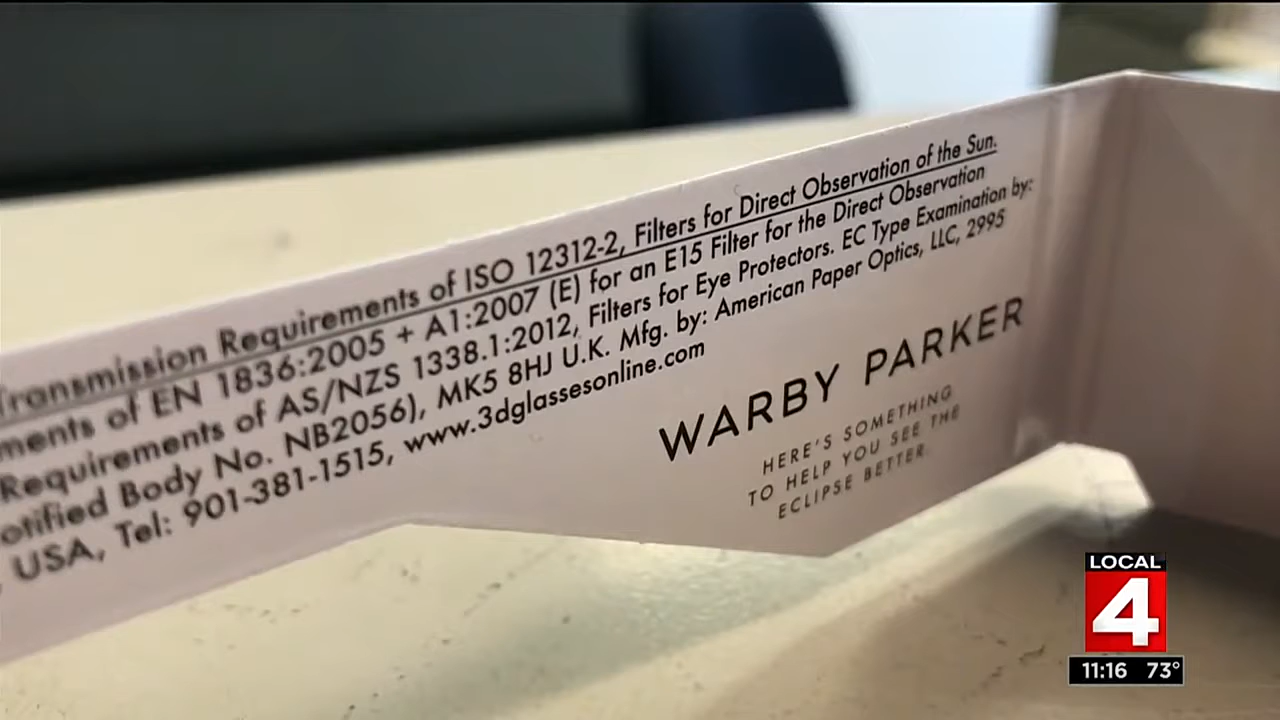 Transmission Requirements of ISO 12312-2, Filters for Direct Observation of the Sun.
ments of EN 1836:2005 + A1:2007 (E) for an E15 Filter for the Direct Observation
Requirements of AS/NZS 1338.1:2012, Filters for Eye Protectors. EC Type Examination by:
otified Body No. NB2056), MK5 8HJ U.K. Mfg. by: American Paper Optics, LLC, 2995
, USA, Tel: 901-381-1515, www.3dglassesonline.com
WARBY PARKER
HERE'S SOMETHING
TO HELP YOU SEE THE
ECLIPSE BETTER.
LOCAL
4
11:16 73°